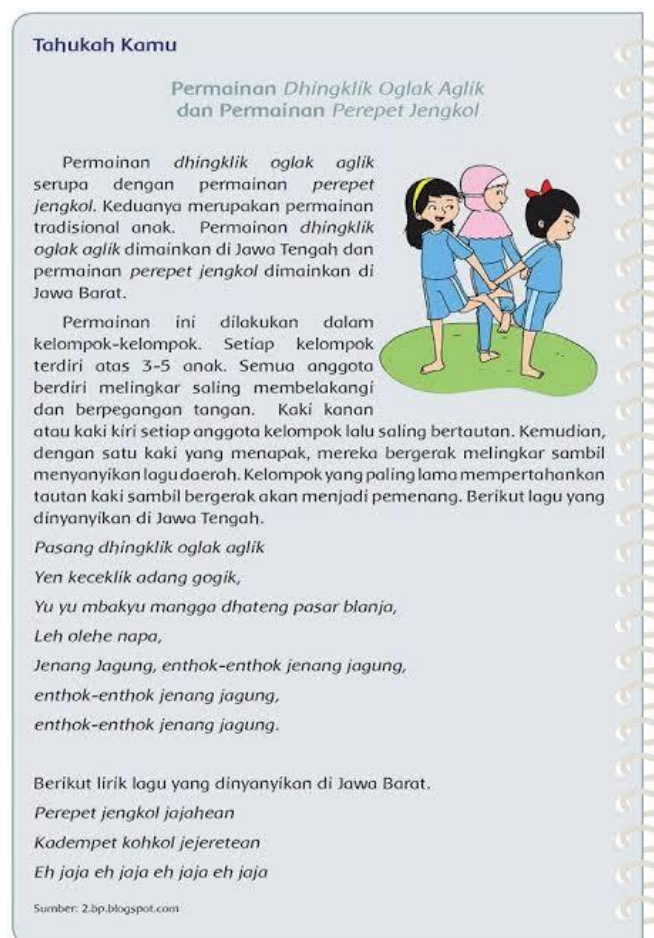 Tahukah Kamu
Permainan Dhingklik Oglak Aglik
dan Permainan Perepet Jengkol
Permainan dhingklik oglak aglik
serupa dengan permainan perepet
jengkol. Keduanya merupakan permainan
tradisional anak. Permainan dhingklik
oglak aglik dimainkan di Jawa Tengah dan
permainan perepet jengkol dimainkan di
Jawa Barat.
Permainan ini dilakukan dalam
kelompok-kelompok. Setiap kelompok
terdiri atas 3-5 anak. Semua anggota
berdiri melingkar saling membelakangi
dan berpegangan tangan. Kaki kanan
atau kaki kiri setiap anggota kelompok lalu saling bertautan. Kemudian,
dengan satu kaki yang menapak, mereka bergerak melingkar sambil
menyanyikan lagu daerah. Kelompok yang paling lama mempertahankan
tautan kaki sambil bergerak akan menjadi pemenang. Berikut lagu yang
dinyanyikan di Jawa Tengah.
Pasang dhingklik oglak aglik
Yen keceklik adang gogik,
Yu yu mbakyu mangga dhateng pasar blanja,
Leh olehe napa,
Jenang Jagung, enthok-enthok jenang jagung,
enthok-enthok jenang jagung,
enthok-enthok jenang jagung.
Berikut lirik lagu yang dinyanyikan di Jawa Barat.
Perepet jengkol jajahean
Kadempet kohkol jejeretean
Eh jaja eh jaja eh jaja eh jaja
Sumber: 2.bp.blogspot.com